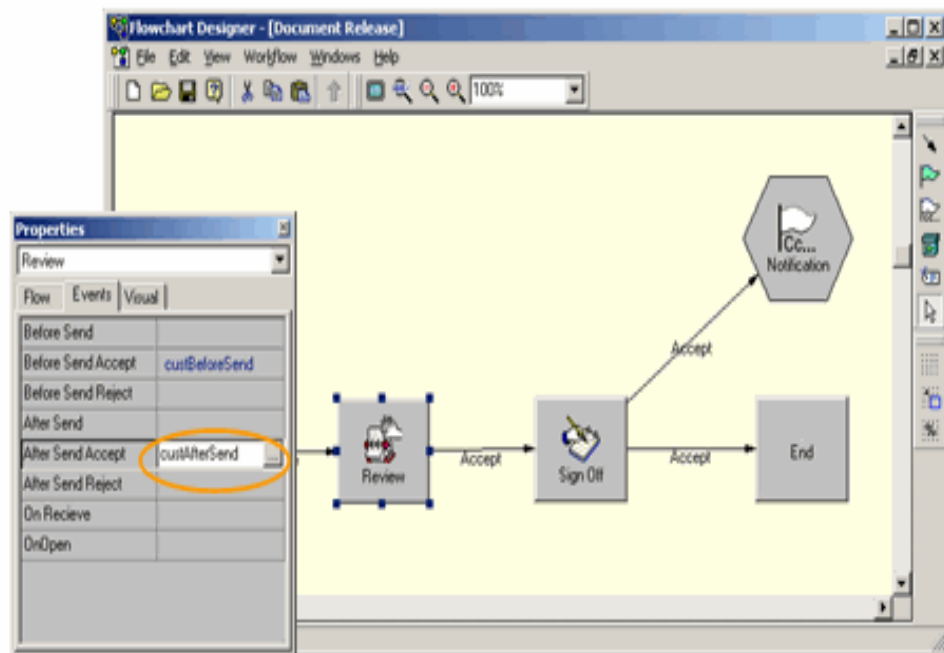 Flowchart Designer - [Document Release]
File Edit View Workflow Windows Help
100%
Properties
Review
Flow Events Visual
Before Send
Before Send Accept custBeforeSend
Before Send Reject
After Send
After Send Accept custAfterSend ...
After Send Reject
On Recieve
OnOpen
Cc...
Notification
Accept
Review
Accept
Sign Off
Accept
End